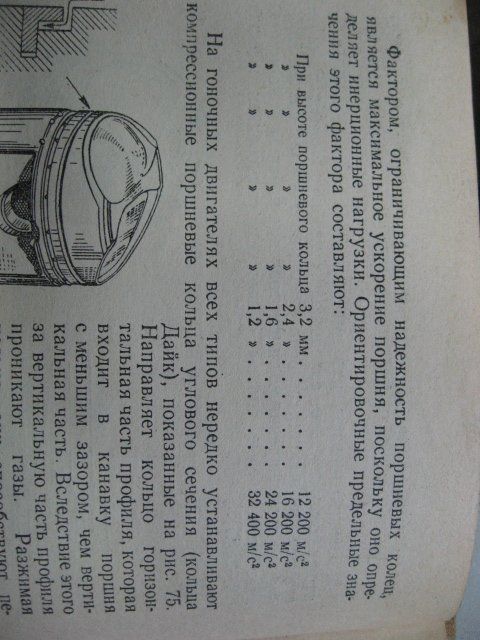 Фактором, ограничивающим надежность поршневых колец,
является максимальное ускорение поршня, поскольку оно опре-
деляет инерционные нагрузки. Ориентировочные предельные зна-
чения этого фактора составляют:
При высоте поршневого кольца 3,2 мм . . . . . . . 12 200 м/с²
» » » » 2,4 » . . . . . . . 16 200 м/с²
» » » » 1,6 » . . . . . . . 24 200 м/с²
» » » » 1,2 » . . . . . . . 32 400 м/с²
На гоночных двигателях всех типов нередко устанавливают
компрессионные поршневые кольца углового сечения (кольца
Дайк), показанные на рис. 75.
Направляет кольцо горизон-
тальная часть профиля, которая
входит в канавку поршня
с меньшим зазором, чем верти-
кальная часть. Вследствие этого
за вертикальную часть профиля
проникают газы. Разжимая